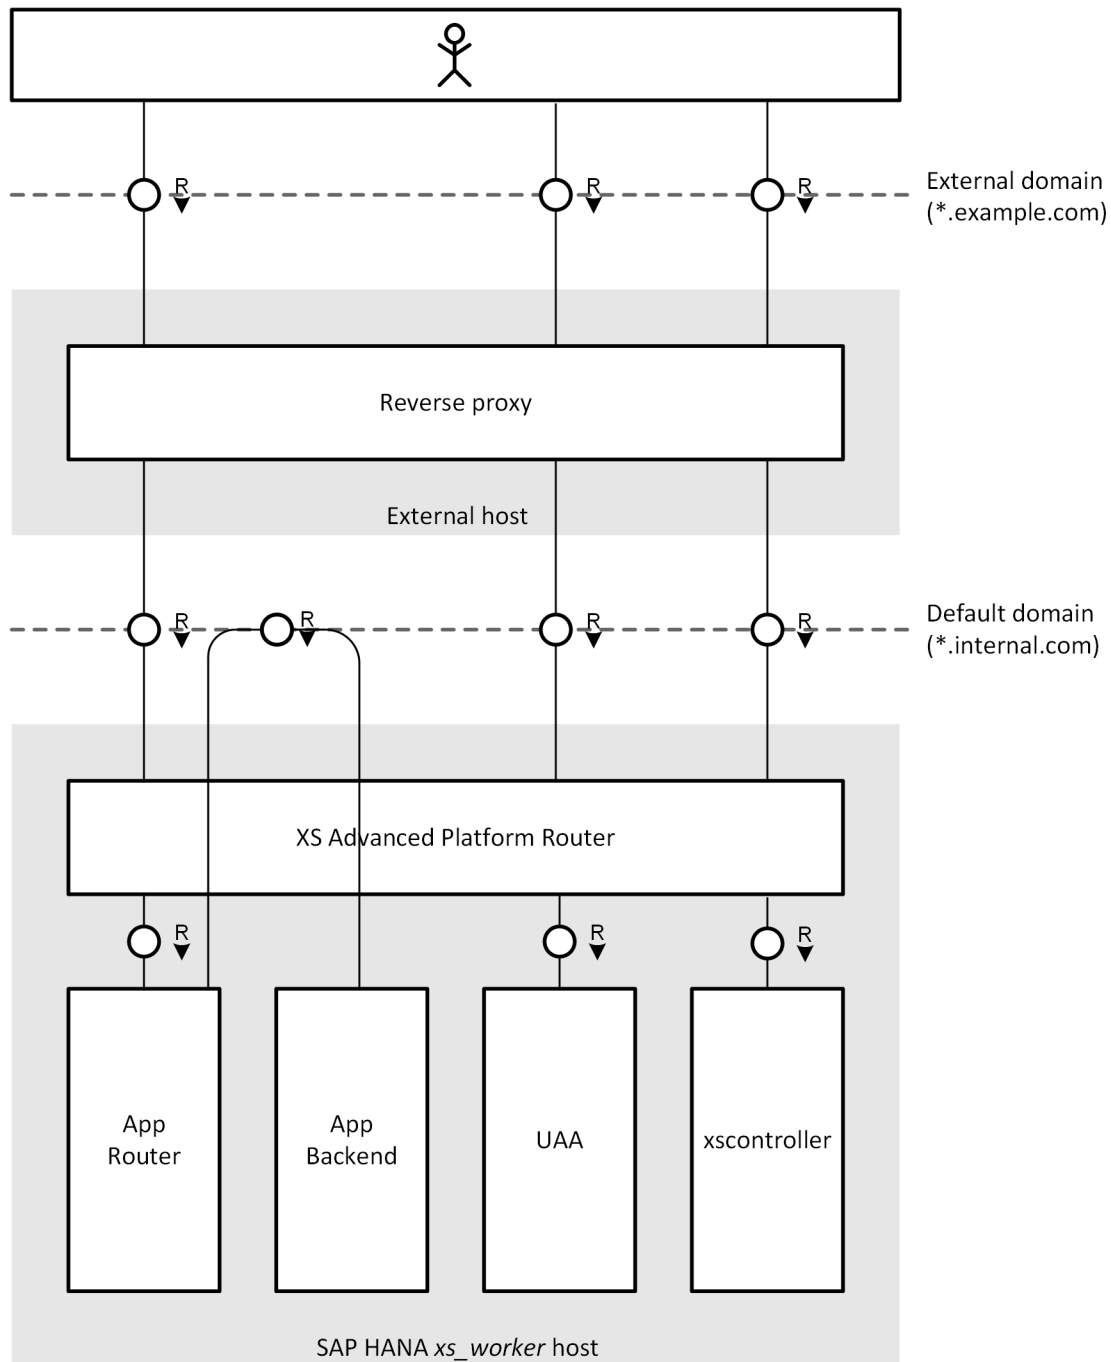 R
R
R
External domain
(*.example.com)
Reverse proxy
External host
R
R
R
R
Default domain
(*.internal.com)
XS Advanced Platform Router
R
R
R
App
Router
App
Backend
UAA
xscontroller
SAP HANA xs_worker host